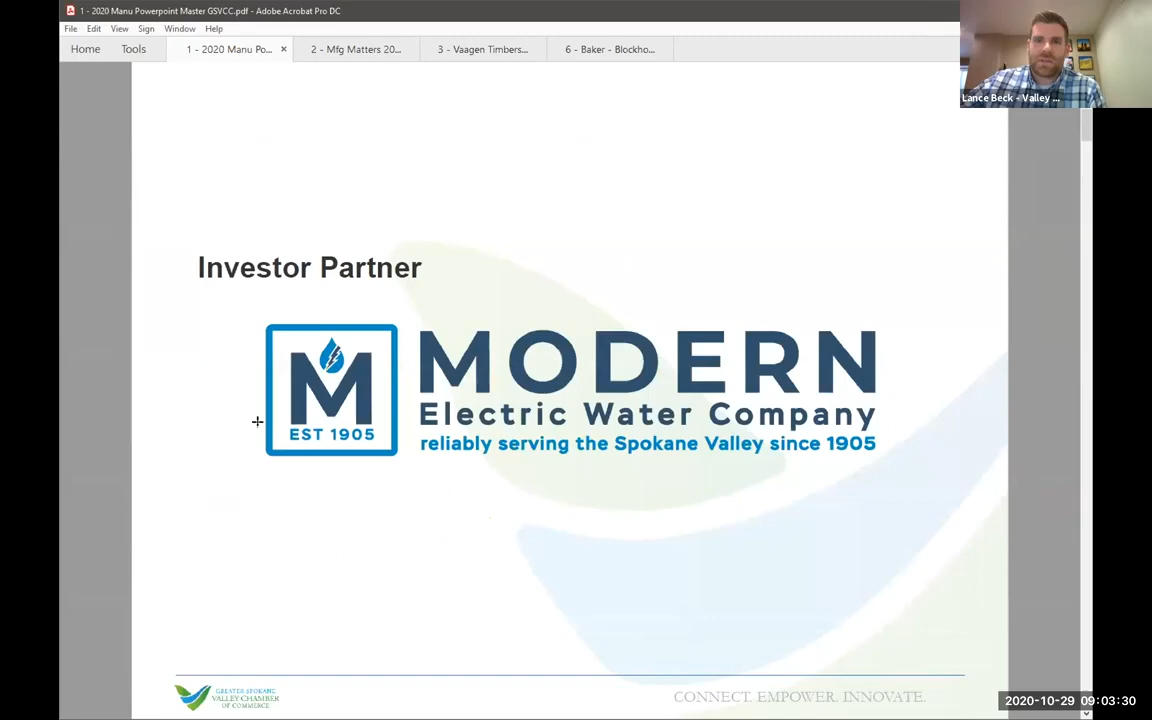 1 - 2020 Manu Powerpoint Master GSVCC.pdf - Adobe Acrobat Pro DC
File Edit View Sign Window Help
Home Tools 1 - 2020 Manu Po... × 2 - Mfg Matters 20... 3 - Vaagen Timbers... 6 - Baker - Blockho...
Lance Beck - Valley ...
Investor Partner
M
EST 1905
MODERN
Electric Water Company
reliably serving the Spokane Valley since 1905
GREATER SPOKANE
VALLEY CHAMBER
OF COMMERCE
CONNECT. EMPOWER. INNOVATE.
2020-10-29 09:03:30